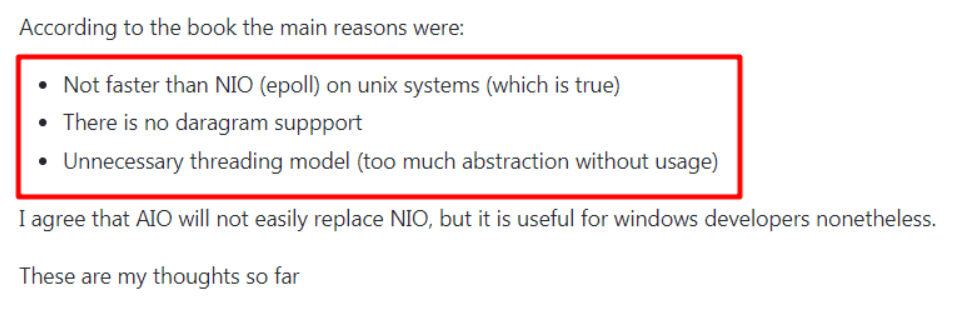 According to the book the main reasons were:
• Not faster than NIO (epoll) on unix systems (which is true)
• There is no daragram suppport
• Unnecessary threading model (too much abstraction without usage)
I agree that AIO will not easily replace NIO, but it is useful for windows developers nonetheless.
These are my thoughts so far